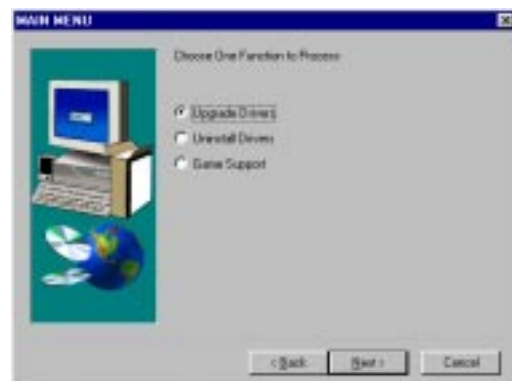 MAIN MENU
Choose One Function to Process
Upgrade Drivers
Uninstall Drivers
Game Support
< Back
Next >
Cancel